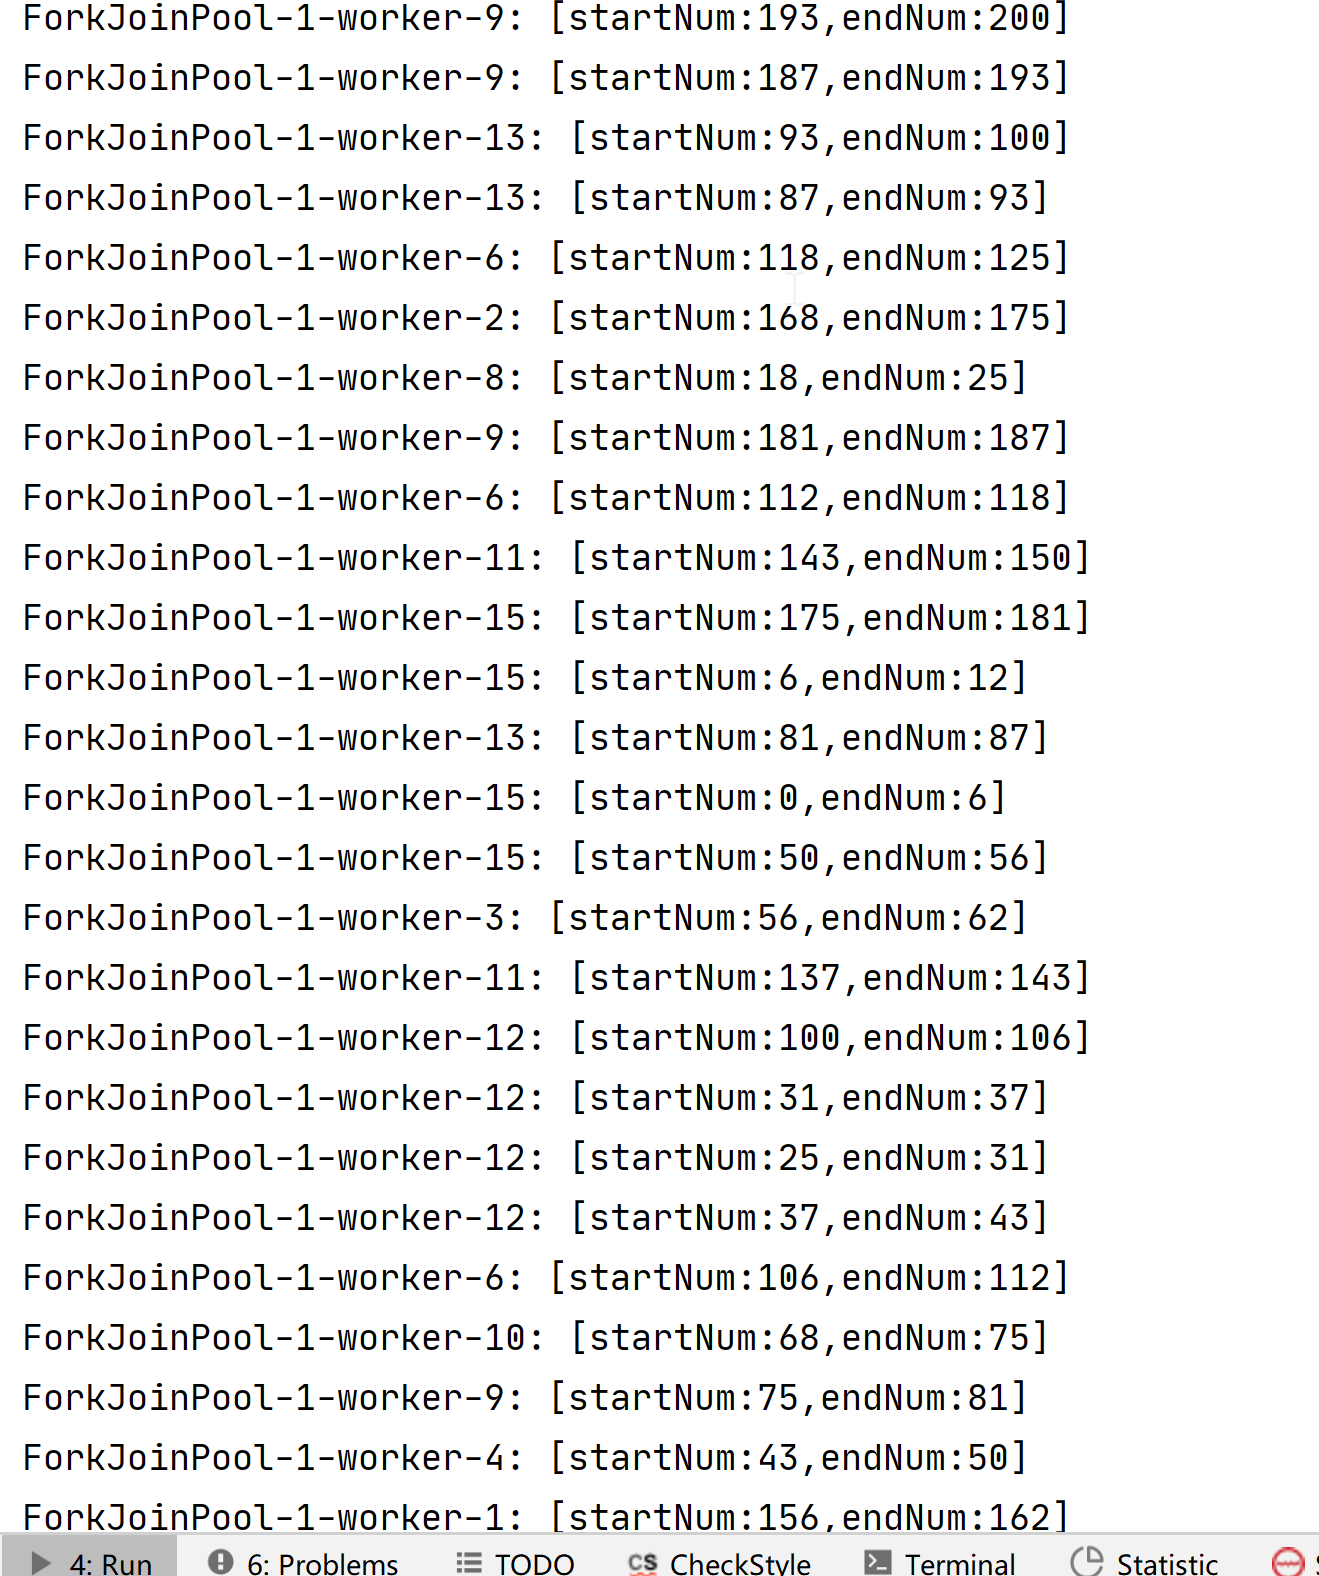 ForkJoinPool-1-worker-9: [startNum:193,endNum:200]
ForkJoinPool-1-worker-9: [startNum:187,endNum:193]
ForkJoinPool-1-worker-13: [startNum:93,endNum:100]
ForkJoinPool-1-worker-13: [startNum:87,endNum:93]
ForkJoinPool-1-worker-6: [startNum:118,endNum:125]
ForkJoinPool-1-worker-2: [startNum:168,endNum:175]
ForkJoinPool-1-worker-8: [startNum:18,endNum:25]
ForkJoinPool-1-worker-9: [startNum:181,endNum:187]
ForkJoinPool-1-worker-6: [startNum:112,endNum:118]
ForkJoinPool-1-worker-11: [startNum:143,endNum:150]
ForkJoinPool-1-worker-15: [startNum:175,endNum:181]
ForkJoinPool-1-worker-15: [startNum:6,endNum:12]
ForkJoinPool-1-worker-13: [startNum:81,endNum:87]
ForkJoinPool-1-worker-15: [startNum:0,endNum:6]
ForkJoinPool-1-worker-15: [startNum:50,endNum:56]
ForkJoinPool-1-worker-3: [startNum:56,endNum:62]
ForkJoinPool-1-worker-11: [startNum:137,endNum:143]
ForkJoinPool-1-worker-12: [startNum:100,endNum:106]
ForkJoinPool-1-worker-12: [startNum:31,endNum:37]
ForkJoinPool-1-worker-12: [startNum:25,endNum:31]
ForkJoinPool-1-worker-12: [startNum:37,endNum:43]
ForkJoinPool-1-worker-6: [startNum:106,endNum:112]
ForkJoinPool-1-worker-10: [startNum:68,endNum:75]
ForkJoinPool-1-worker-9: [startNum:75,endNum:81]
ForkJoinPool-1-worker-4: [startNum:43,endNum:50]
ForkJoinPool-1-worker-1: [startNum:156,endNum:162]
4: Run 6: Problems TODO CS CheckStyle Terminal Statistic